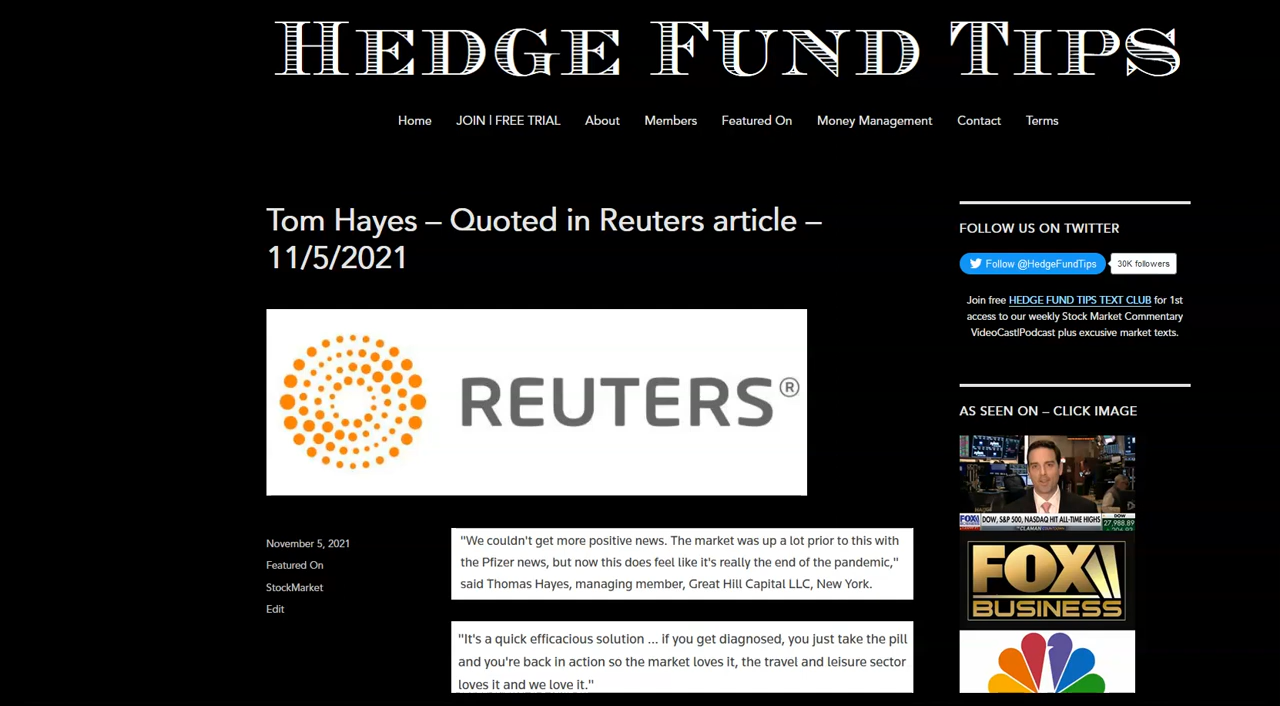 HEDGE FUND TIPS
Home JOIN | FREE TRIAL About Members Featured On Money Management Contact Terms
Tom Hayes – Quoted in Reuters article –
11/5/2021
REUTERS®
November 5, 2021
Featured On
StockMarket
Edit
"We couldn't get more positive news. The market was up a lot prior to this with
the Pfizer news, but now this does feel like it's really the end of the pandemic,"
said Thomas Hayes, managing member, Great Hill Capital LLC, New York.
"It's a quick efficacious solution ... if you get diagnosed, you just take the pill
and you're back in action so the market loves it, the travel and leisure sector
loves it and we love it."
FOLLOW US ON TWITTER
Follow @HedgeFundTips 30K followers
Join free HEDGE FUND TIPS TEXT CLUB for 1st
access to our weekly Stock Market Commentary
VideoCast|Podcast plus excusive market texts.
AS SEEN ON – CLICK IMAGE
FOX DOW, S&P 500, NASDAQ HIT ALL-TIME HIGHS DOW
27,988.89
FOX
BUSINESS